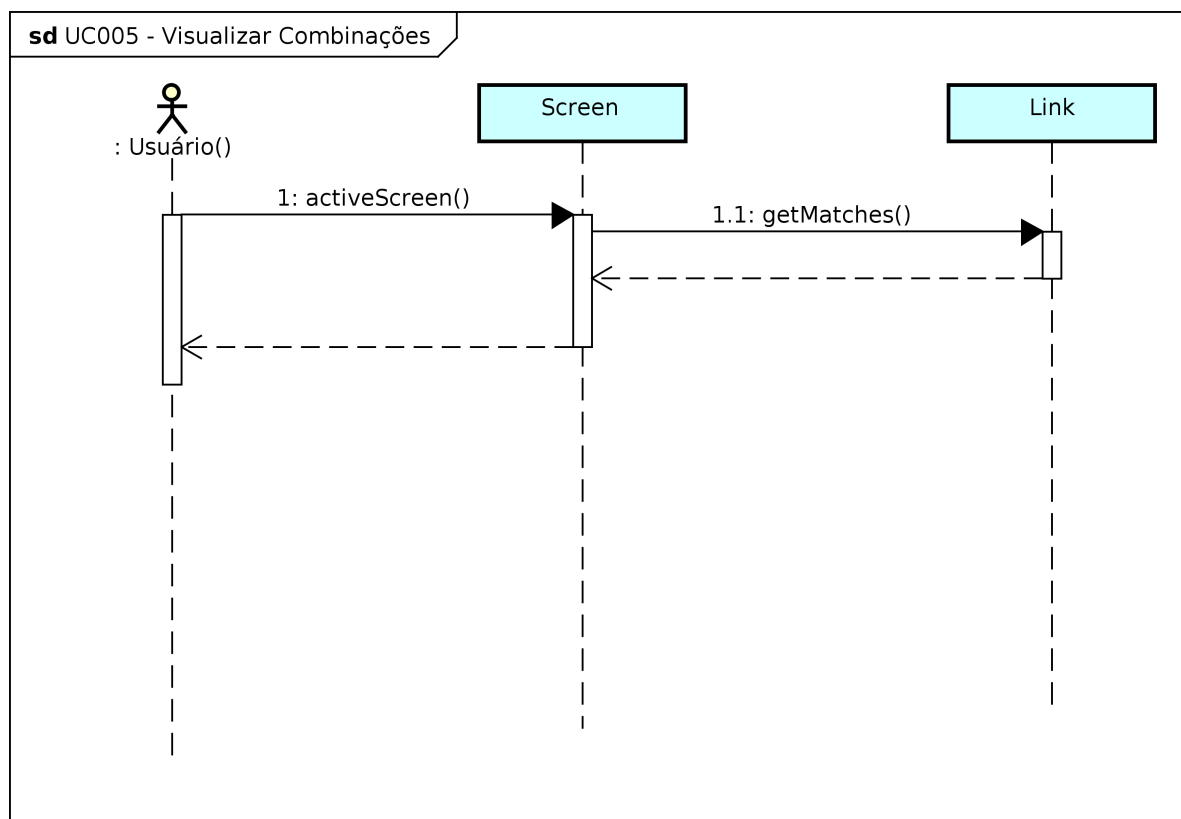 sd UC005 - Visualizar Combinações
: Usuário()
Screen
Link
1: activeScreen()
1.1: getMatches()